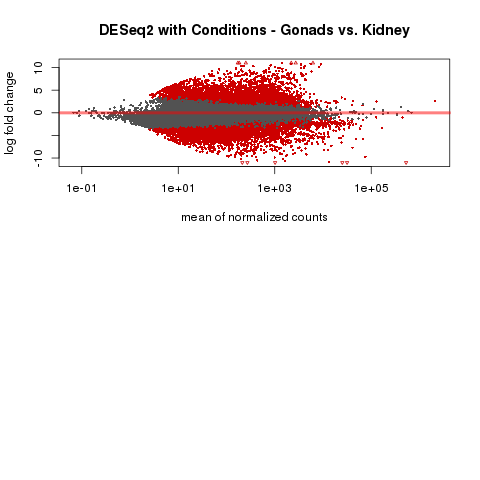 DESeq2 with Conditions - Gonads vs. Kidney
log fold change
10
5
0
-10
1e-01
1e+01
1e+03
1e+05
mean of normalized counts